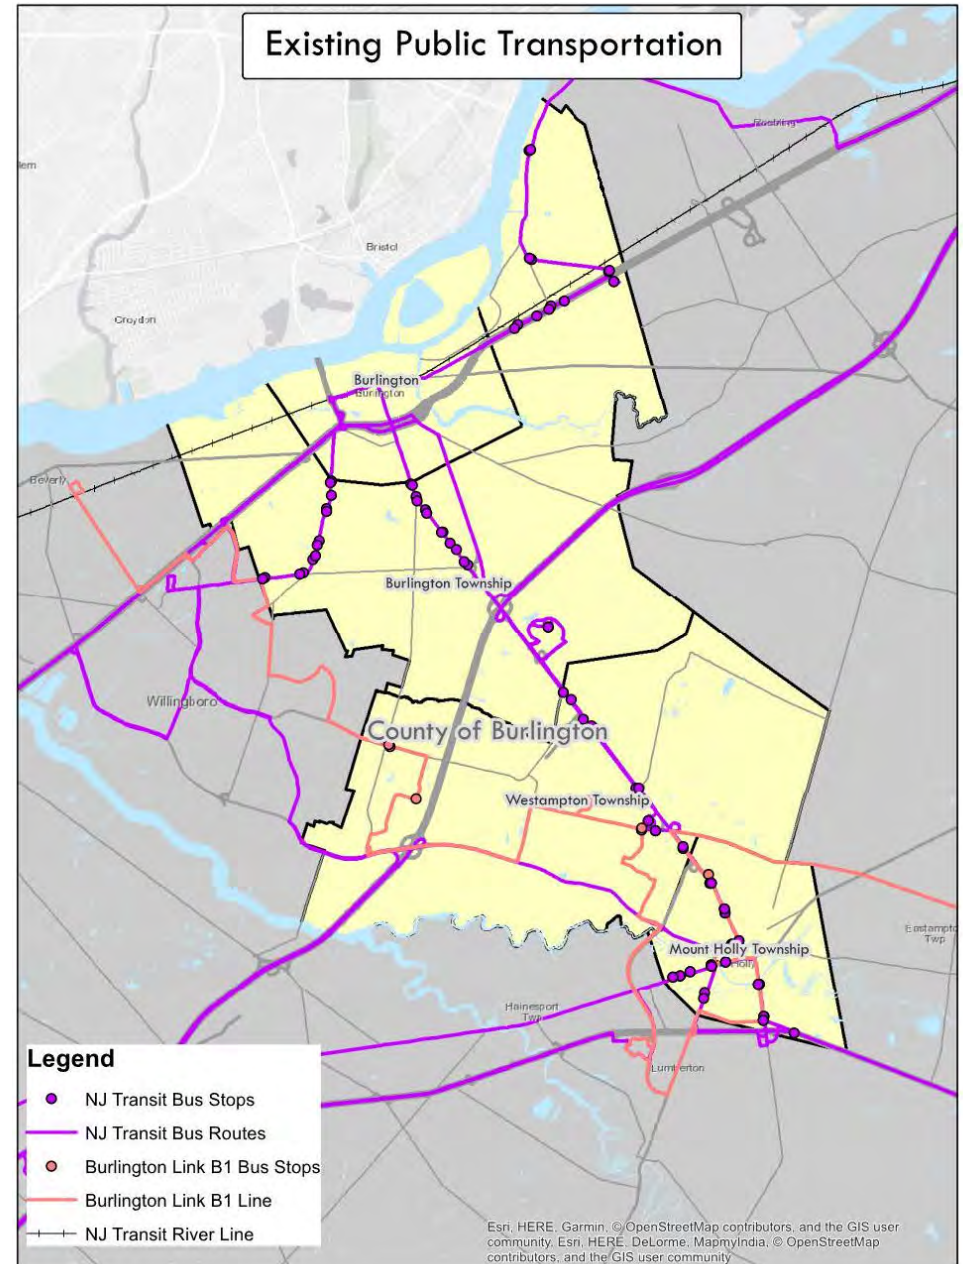 Existing Public Transportation
Roebling
Bristol
Croydon
Burlington
Burlington
Beverly
Burlington Township
Willingboro
County of Burlington
Westampton Township
Eastampton
Twp
Mount Holly Township
Holly
Hainesport
Twp
Lumberton
Legend
NJ Transit Bus Stops
NJ Transit Bus Routes
Burlington Link B1 Bus Stops
Burlington Link B1 Line
NJ Transit River Line
Esri, HERE, Garmin, © OpenStreetMap contributors, and the GIS user
community, Esri, HERE, DeLorme, MapmyIndia, © OpenStreetMap
contributors, and the GIS user community